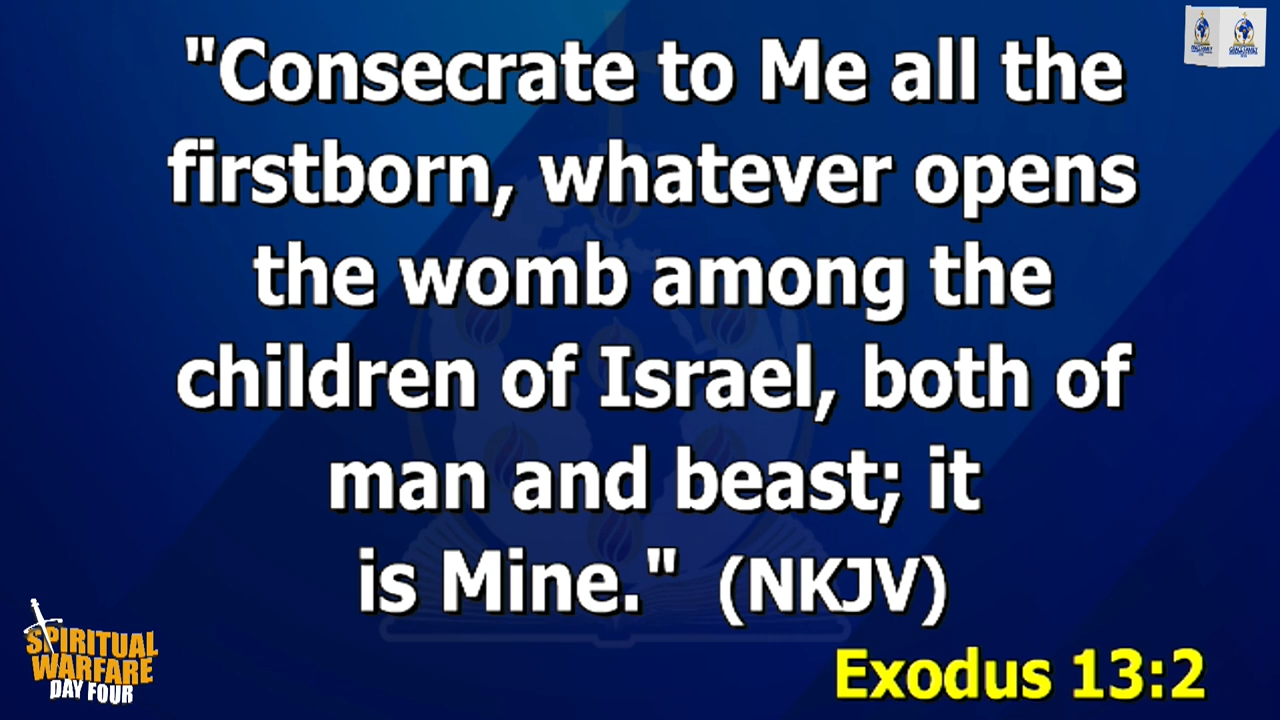 "Consecrate to Me all the
firstborn, whatever opens
the womb among the
children of Israel, both of
man and beast; it
is Mine." (NKJV)
Exodus 13:2
SPIRITUAL
WARFARE
DAY FOUR